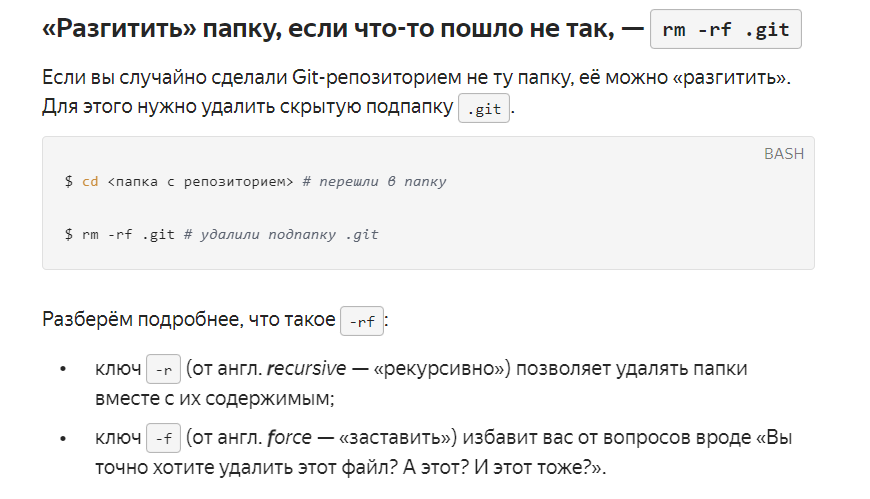 «Разгитить» папку, если что-то пошло не так, — rm -rf .git
Если вы случайно сделали Git-репозиторием не ту папку, её можно «разгитить».
Для этого нужно удалить скрытую подпапку .git.
BASH
$ cd <папка с репозиторием> # перешли в папку
$ rm -rf .git # удалили подпапку .git
Разберём подробнее, что такое -rf:
• ключ -r (от англ. recursive — «рекурсивно») позволяет удалять папки
вместе с их содержимым;
• ключ -f (от англ. force — «заставить») избавит вас от вопросов вроде «Вы
точно хотите удалить этот файл? А этот? И этот тоже?».